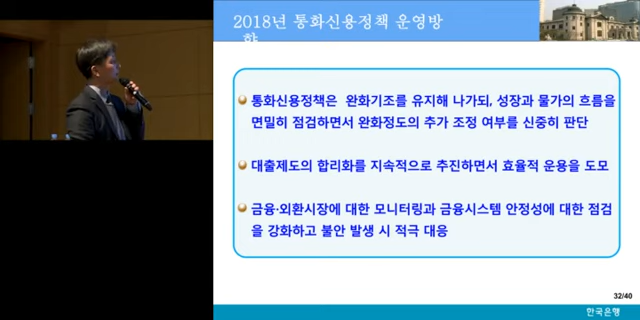 2018년 통화신용정책 운영방
향
통화신용정책은 완화기조를 유지해 나가되, 성장과 물가의 흐름을
면밀히 점검하면서 완화정도의 추가 조정 여부를 신중히 판단
대출제도의 합리화를 지속적으로 추진하면서 효율적 운용을 도모
금융·외환시장에 대한 모니터링과 금융시스템 안정성에 대한 점검
을 강화하고 불안 발생 시 적극 대응
32/40
한국은행